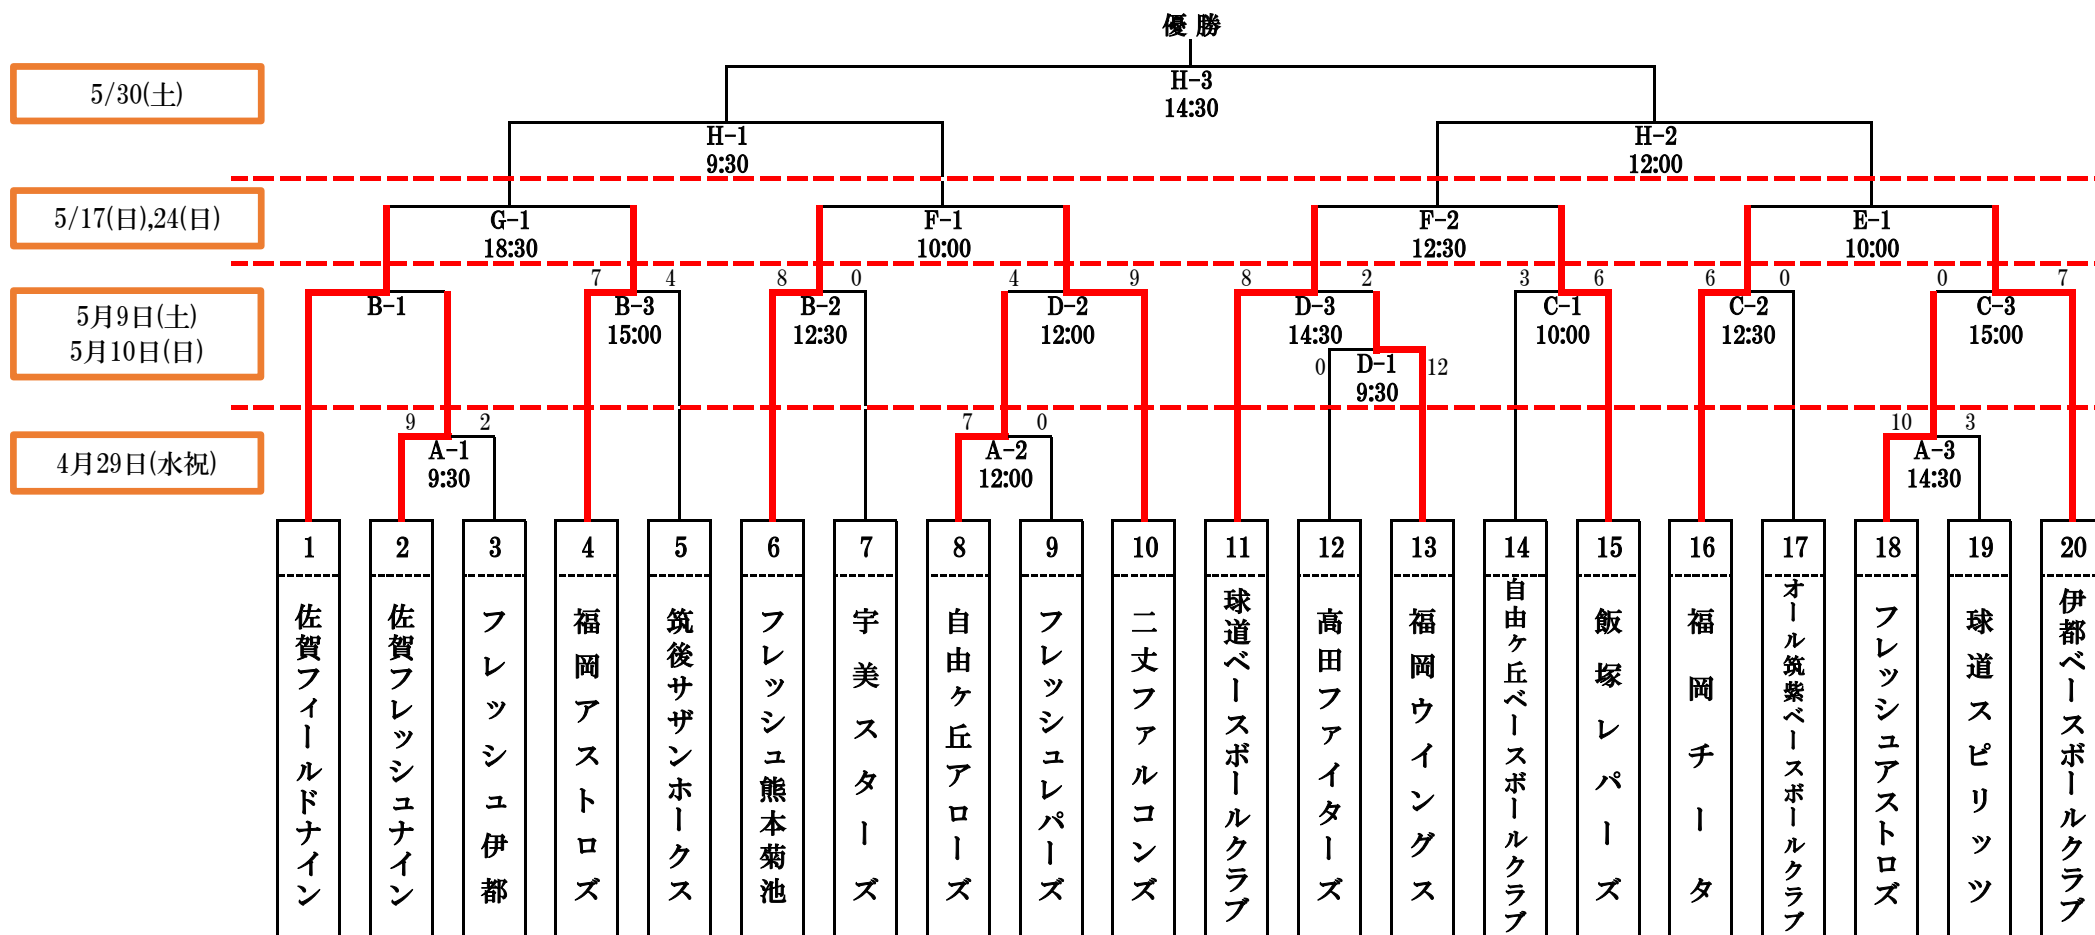 優勝
5/30(土)
H-3
14:30
H-1
9:30
H-2
12:00
5/17(日),24(日)
G-1
18:30
F-1
10:00
F-2
12:30
E-1
10:00
7 4 8 0 4 9 8 2 3 6 6 0 0 7
5月9日(土)
5月10日(日)
B-1
B-3
15:00
B-2
12:30
D-2
12:00
D-3
14:30
C-1
10:00
C-2
12:30
C-3
15:00
0 12
D-1
9:30
9 2 7 0 10 3
4月29日(水祝)
A-1
9:30
A-2
12:00
A-3
14:30
1 2 3 4 5 6 7 8 9 10 11 12 13 14 15 16 17 18 19 20
佐賀フィールドナイン
佐賀フレッシュナイン
フレッシュ伊都
福岡アストロズ
筑後サザンホークス
フレッシュ熊本菊池
宇美スターズ
自由ケ丘アローズ
フレッシュレパーズ
二丈ファルコンズ
球道ベースボールクラブ
高田ファイターズ
福岡ウイングス
自由ケ丘ベースボールクラブ
飯塚レパーズ
福岡チータ
オール筑紫ベースボールクラブ
フレッシュアストロズ
球道スピリッツ
伊都ベースボールクラブ